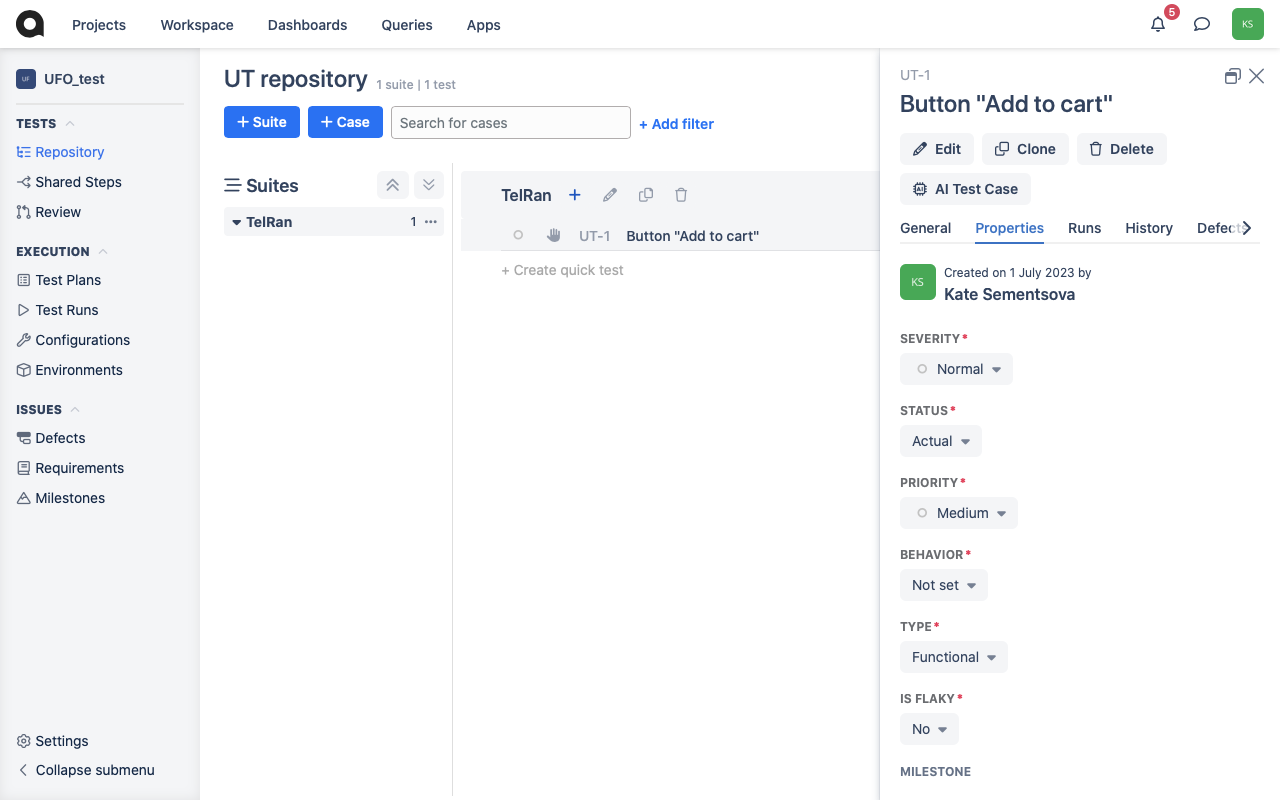 Projects Workspace Dashboards Queries Apps 5 KS
UF UFO_test
TESTS
Repository
Shared Steps
Review
EXECUTION
Test Plans
Test Runs
Configurations
Environments
ISSUES
Defects
Requirements
Milestones
Settings
Collapse submenu
UT repository 1 suite | 1 test
+ Suite + Case Search for cases + Add filter
Suites
TelRan 1 ···
TelRan +
UT-1 Button "Add to cart"
+ Create quick test
UT-1
Button "Add to cart"
Edit Clone Delete
AI Test Case
General Properties Runs History Defects
KS Created on 1 July 2023 by
Kate Sementsova
SEVERITY*
Normal
STATUS*
Actual
PRIORITY*
Medium
BEHAVIOR*
Not set
TYPE*
Functional
IS FLAKY*
No
MILESTONE